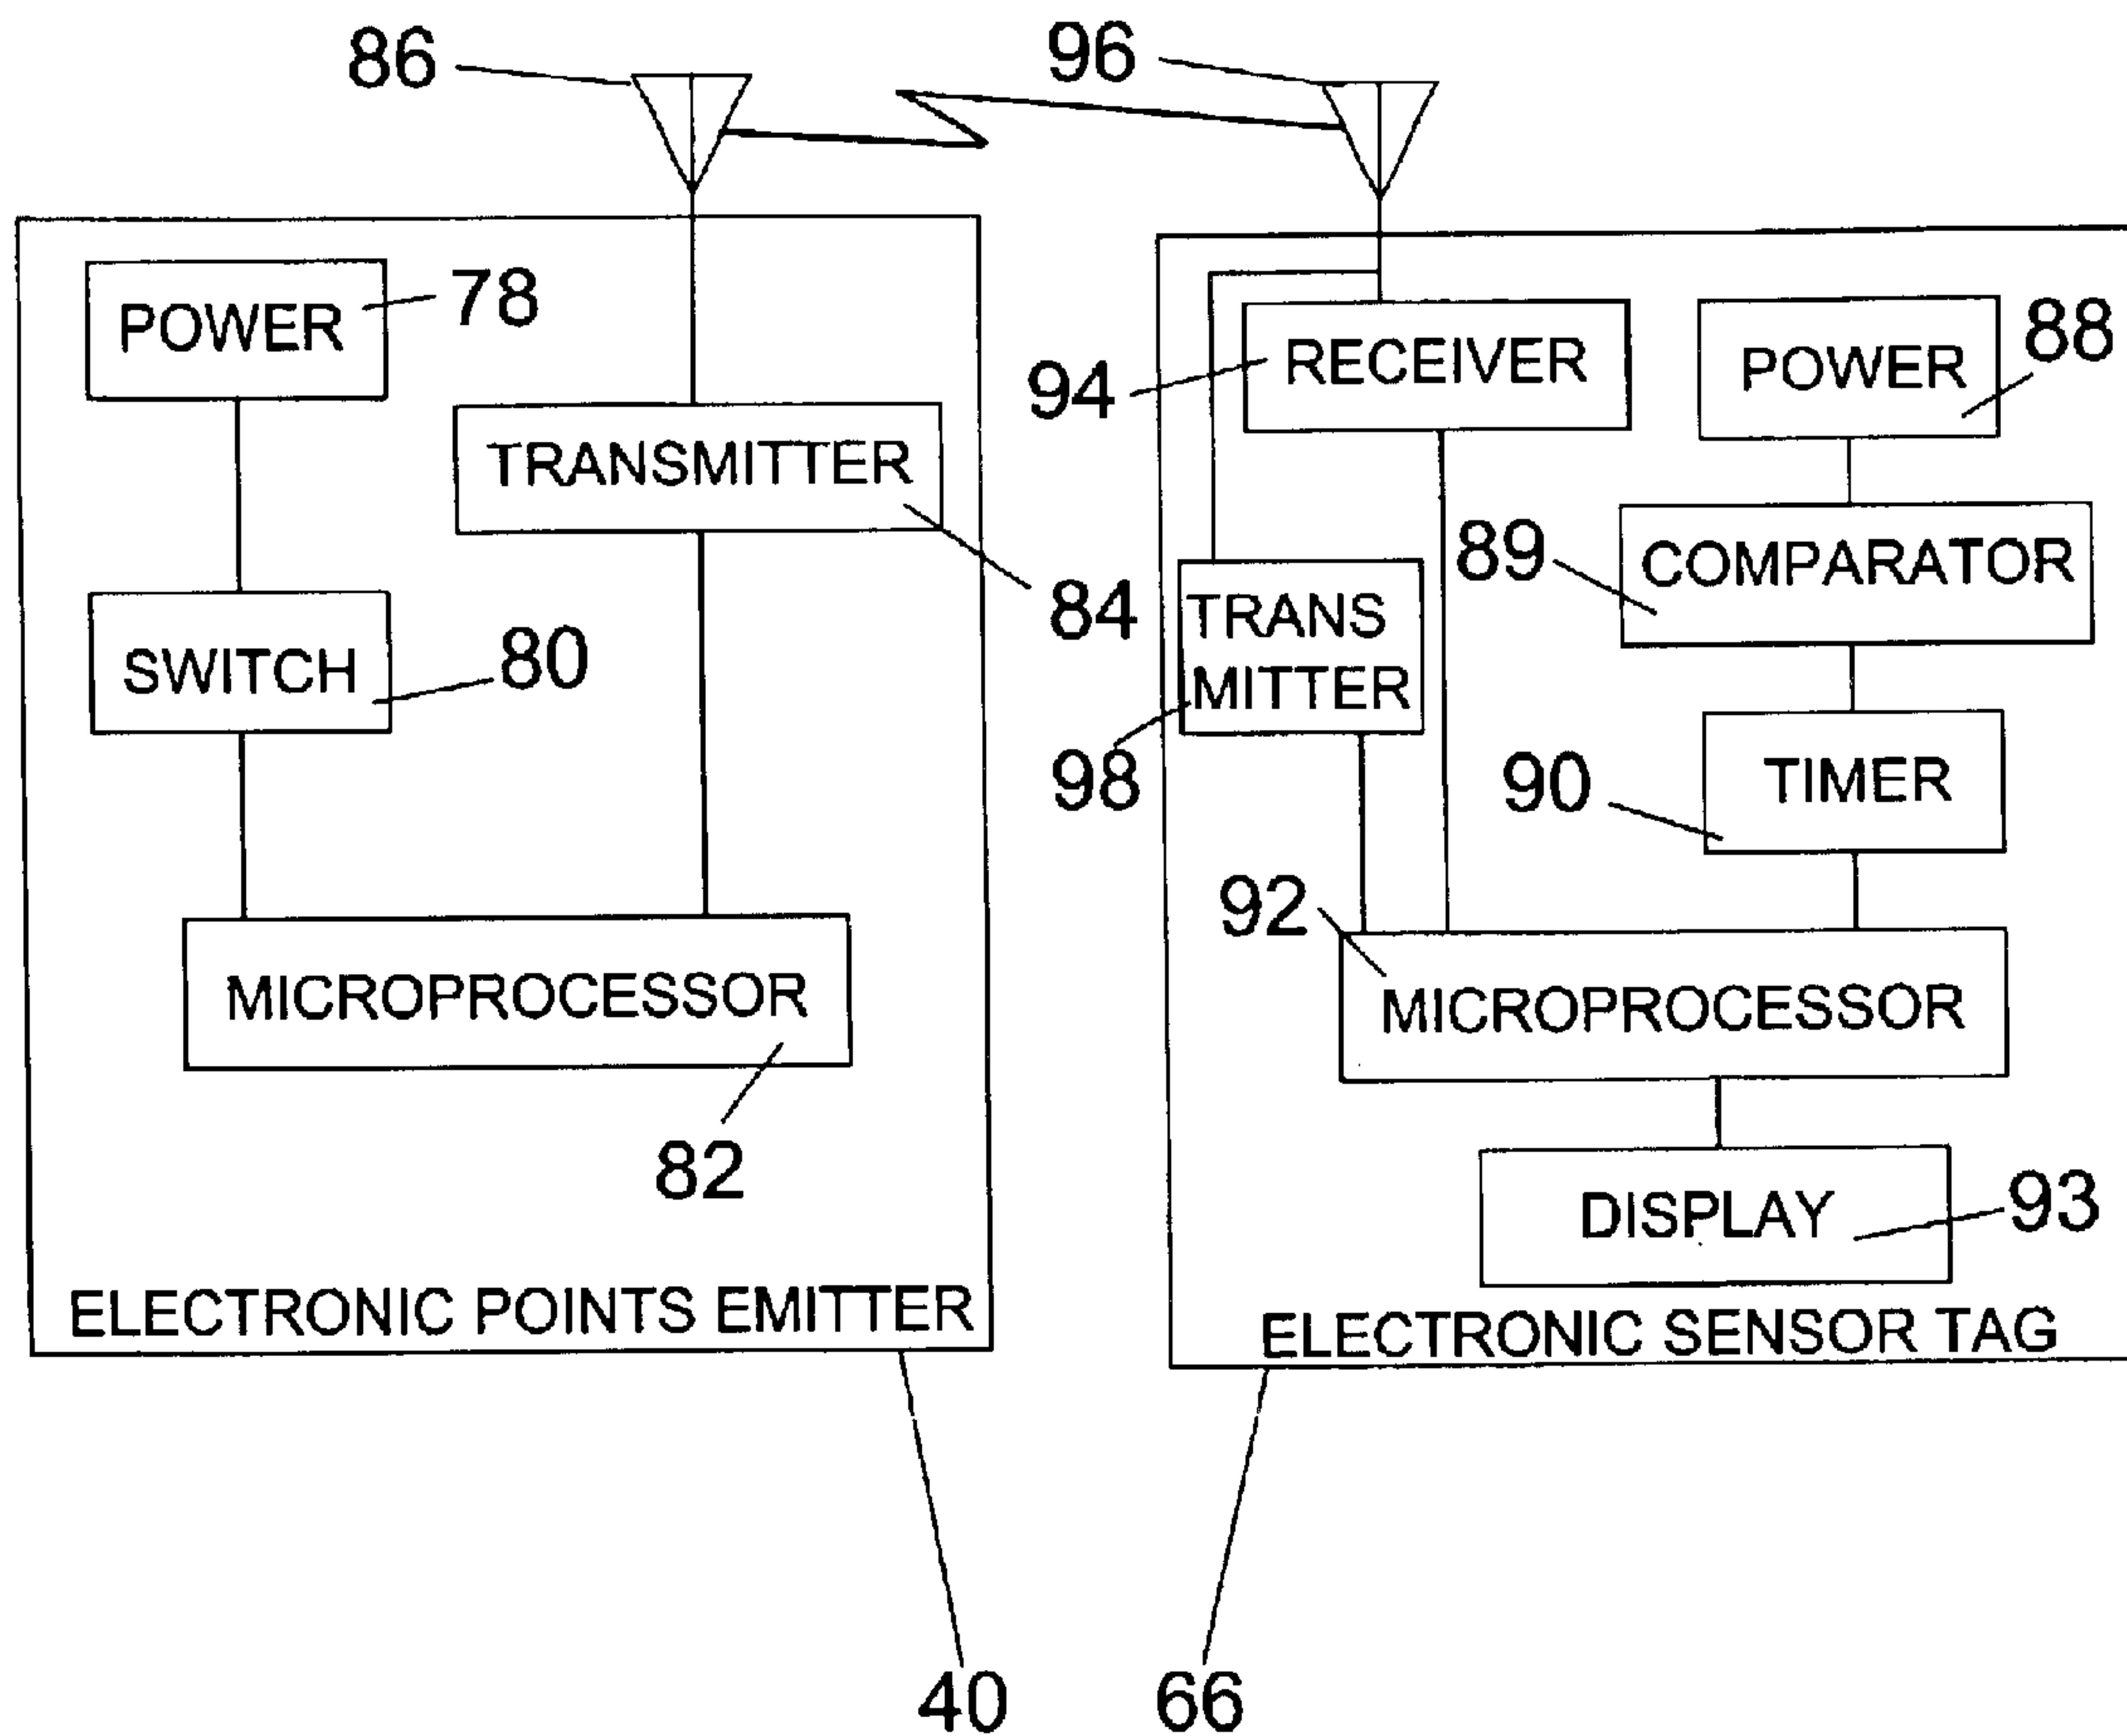 86
96
POWER
78
TRANSMITTER
84
SWITCH
80
MICROPROCESSOR
82
ELECTRONIC POINTS EMITTER
40
RECEIVER
94
POWER
88
COMPARATOR
89
TRANS
MITTER
98
TIMER
90
92
MICROPROCESSOR
DISPLAY
93
ELECTRONIC SENSOR TAG
66